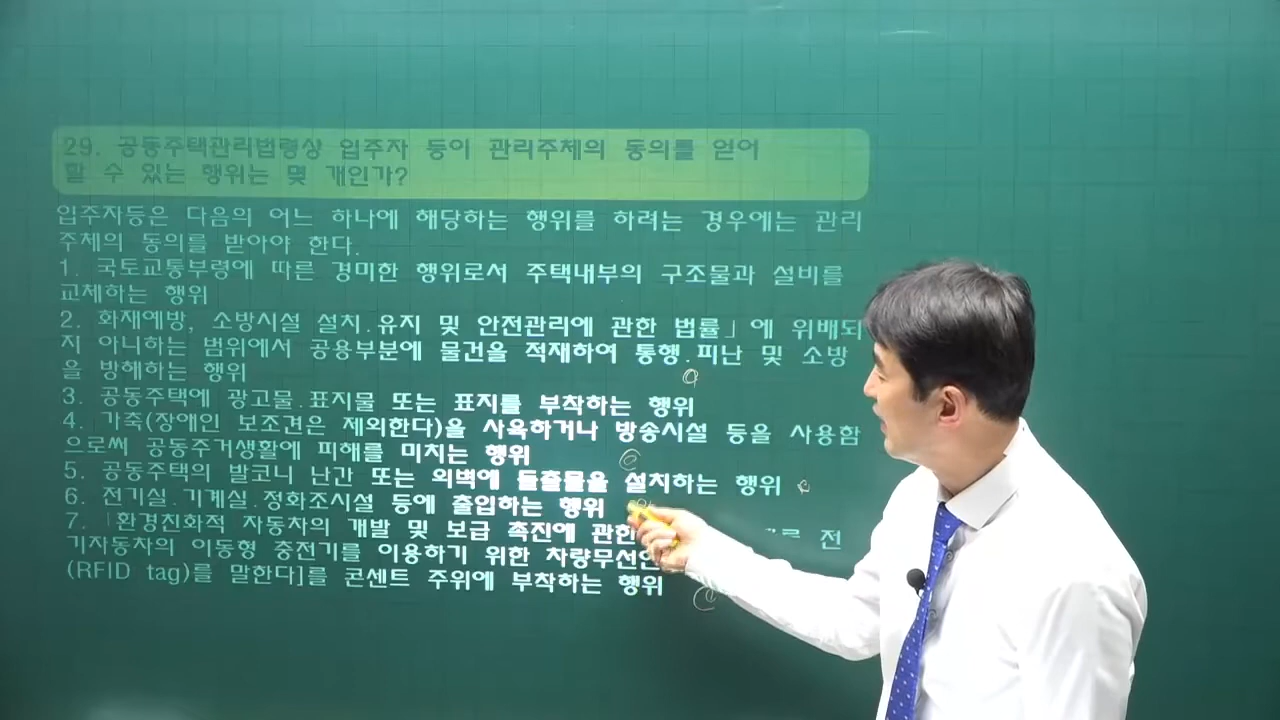 29. 공동주택관리법령상 입주자 등이 관리주체의 동의를 얻어
할 수 있는 행위는 몇 개인가?
입주자등은 다음의 어느 하나에 해당하는 행위를 하려는 경우에는 관리
주체의 동의를 받아야 한다.
1. 국토교통부령에 따른 경미한 행위로서 주택내부의 구조물과 설비를
교체하는 행위
2. 화재예방, 소방시설 설치.유지 및 안전관리에 관한 법률」에 위배되
지 아니하는 범위에서 공용부분에 물건을 적재하여 통행.피난 및 소방
을 방해하는 행위
3. 공동주택에 광고물.표지물 또는 표지를 부착하는 행위
4. 가축(장애인 보조견은 제외한다)을 사육하거나 방송시설 등을 사용함
으로써 공동주거생활에 피해를 미치는 행위
5. 공동주택의 발코니 난간 또는 외벽에 돌출물을 설치하는 행위
6. 전기실.기계실.정화조시설 등에 출입하는 행위
7. 「환경친화적 자동차의 개발 및 보급 촉진에 관한 전
기자동차의 이동형 충전기를 이용하기 위한 차량무선인
(RFID tag)를 말한다]를 콘센트 주위에 부착하는 행위